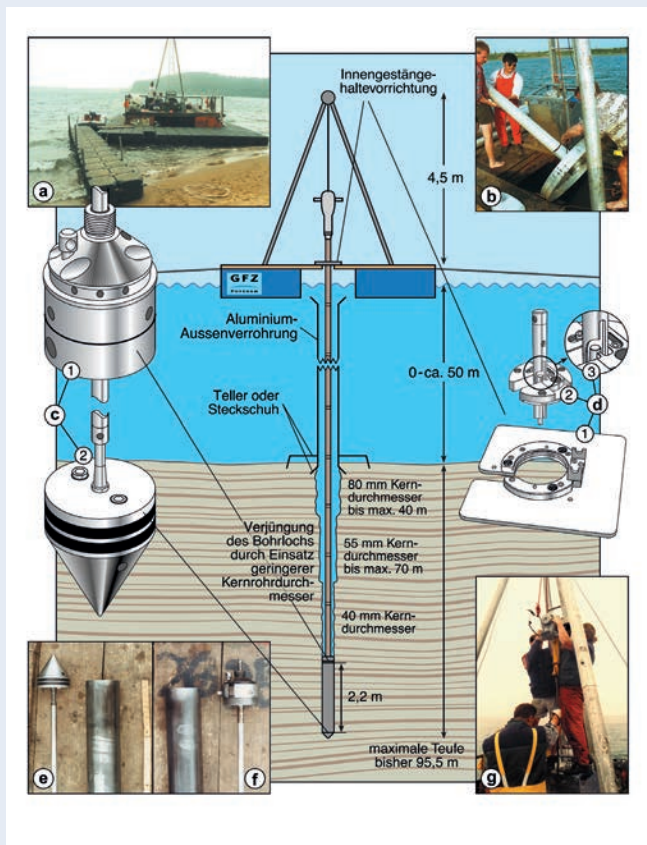 a
b
Innengestänge-
haltevorrichtung
4,5 m
GFZ
POTSDAM
Aluminium-
Aussenverrohrung
0-ca. 50 m
1
c
2
3
2
d
1
Teller oder
Steckschuh
80 mm Kern-
durchmesser
bis max. 40 m
Verjüngung
des Bohrlochs
durch Einsatz
geringerer
Kernrohrdurch-
messer
55 mm Kern-
durchmesser
bis max. 70 m
40 mm Kern-
durchmesser
2,2 m
maximale Teufe
bisher 95,5 m
e
f
g